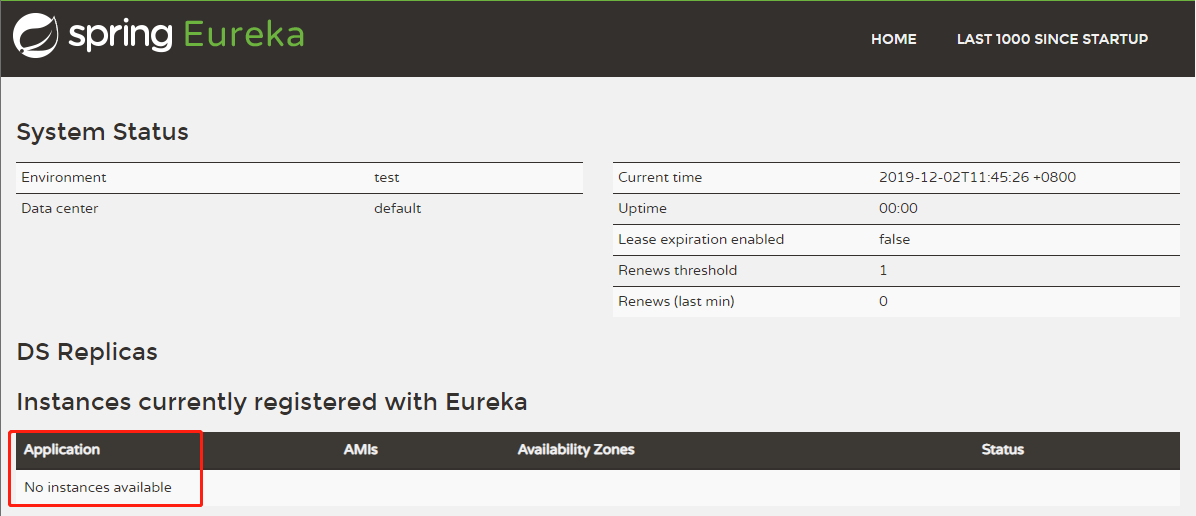 spring Eureka
HOME LAST 1000 SINCE STARTUP
System Status
Environment test
Data center default
Current time 2019-12-02T11:45:26 +0800
Uptime 00:00
Lease expiration enabled false
Renews threshold 1
Renews (last min) 0
DS Replicas
Instances currently registered with Eureka
Application AMIs Availability Zones Status
No instances available